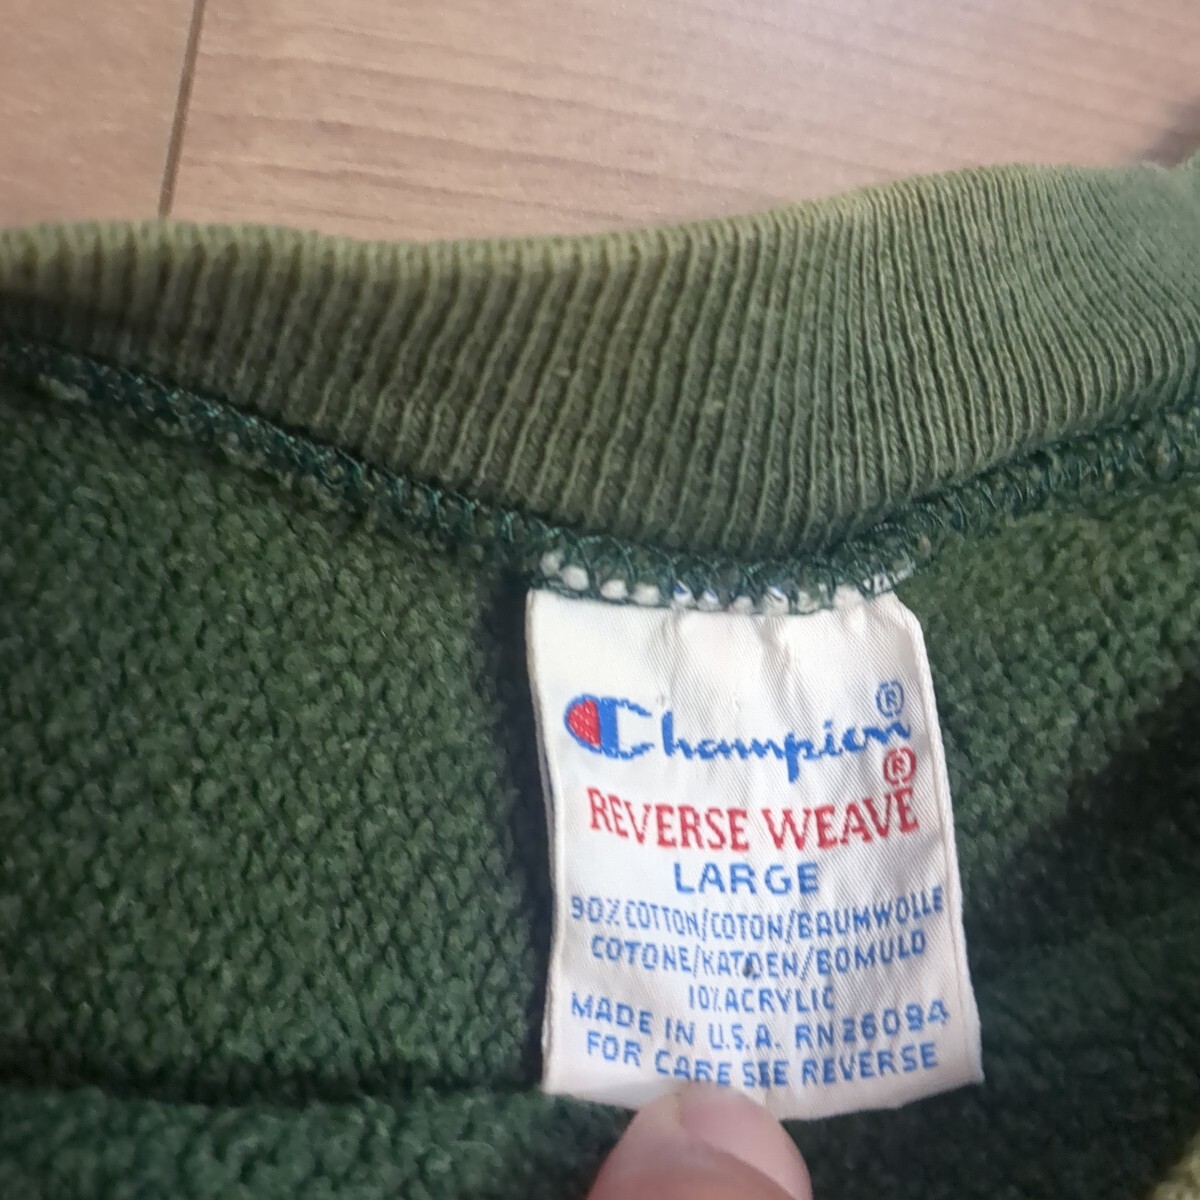 Champion®
REVERSE WEAVE®
LARGE
90% COTTON/COTON/BAUMWOLLE
COTONE/KATOEN/BOMULD
10% ACRYLIC
MADE IN U.S.A. RN26094
FOR CARE SEE REVERSE